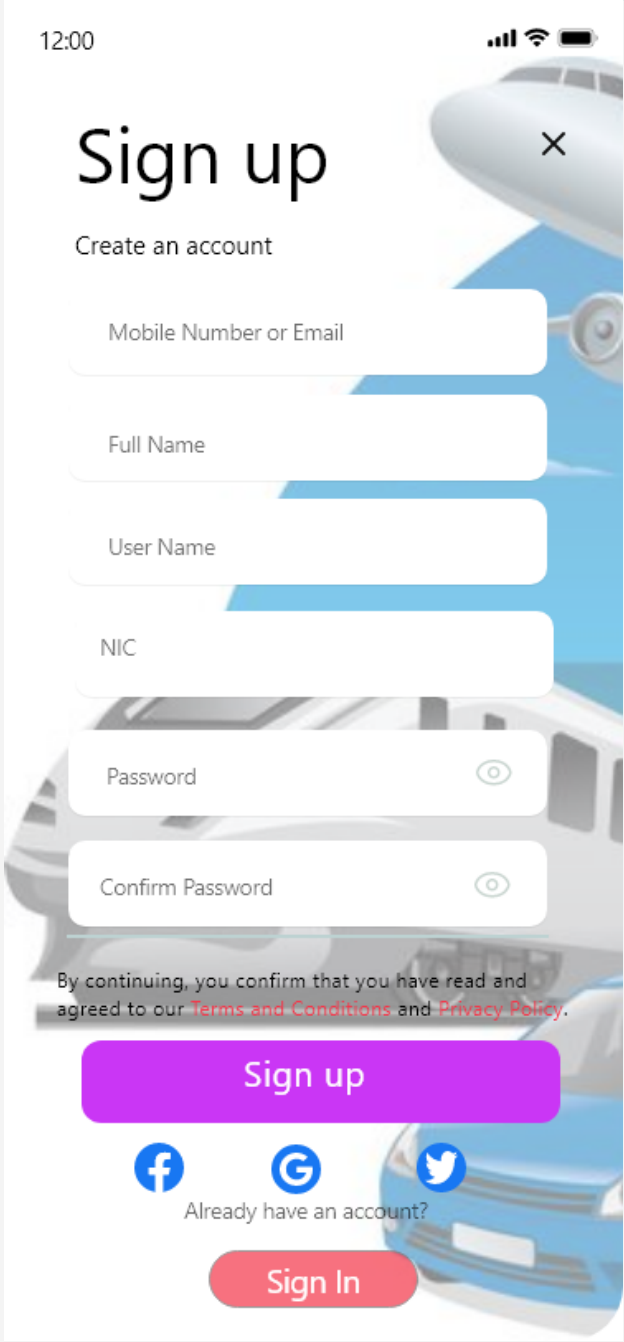 12:00
Sign up
Create an account
Mobile Number or Email
Full Name
User Name
NIC
Password
Confirm Password
By continuing, you confirm that you have read and
agreed to our Terms and Conditions and Privacy Policy.
Sign up
Already have an account?
Sign In